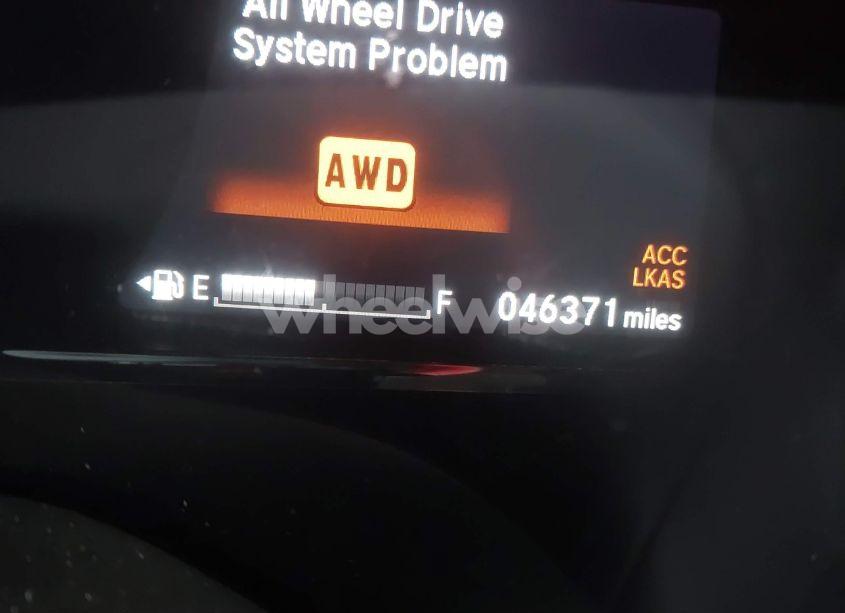 All Wheel Drive
System Problem
AWD
ACC
LKAS
E
F
046371 miles
wheelwise